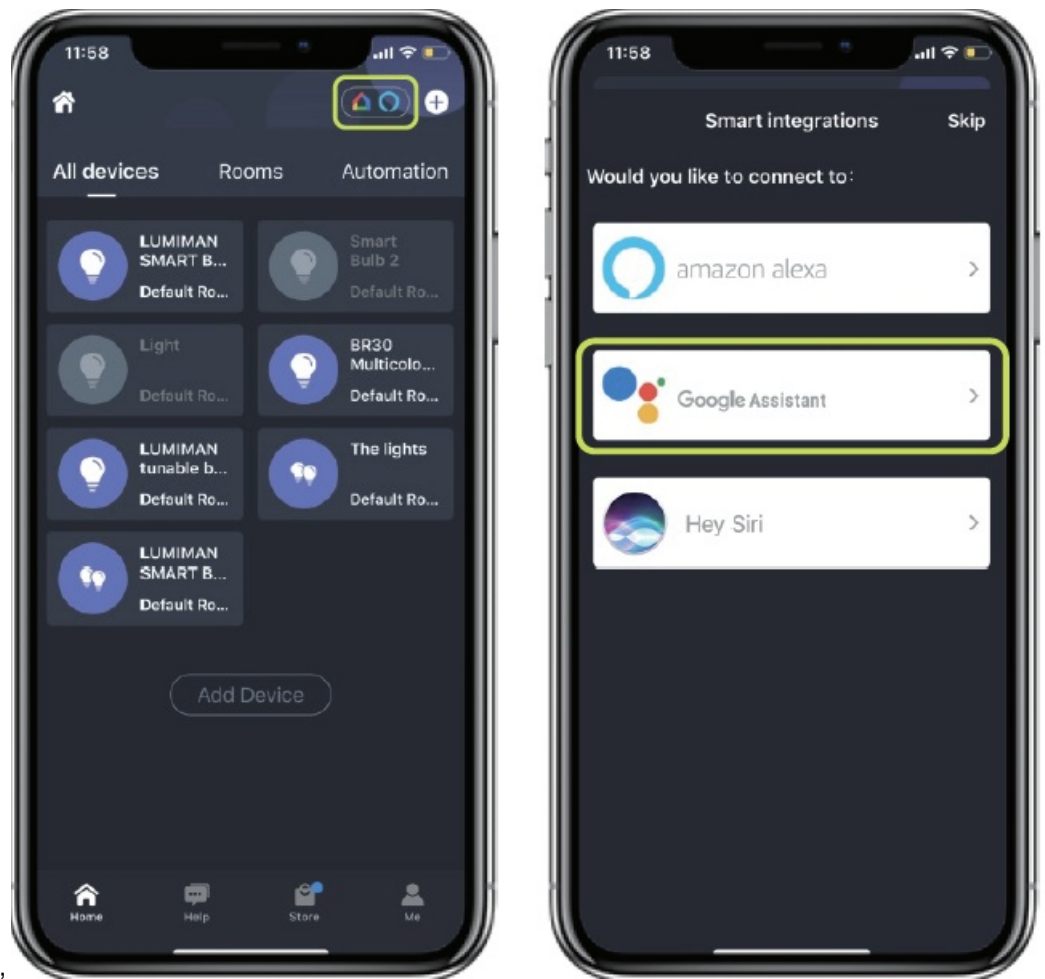 11:58
All devices
Rooms
Automation
LUMIMAN
SMART B...
Default Ro...
Smart
Bulb 2
Default Ro...
Light
Default Ro...
BR30
Multicolo...
Default Ro...
LUMIMAN
tunable b...
Default Ro...
The lights
Default Ro...
LUMIMAN
SMART B...
Default Ro...
Add Device
Home
Help
Store
Me
,
11:58
Smart integrations
Skip
Would you like to connect to:
amazon alexa
Google Assistant
Hey Siri